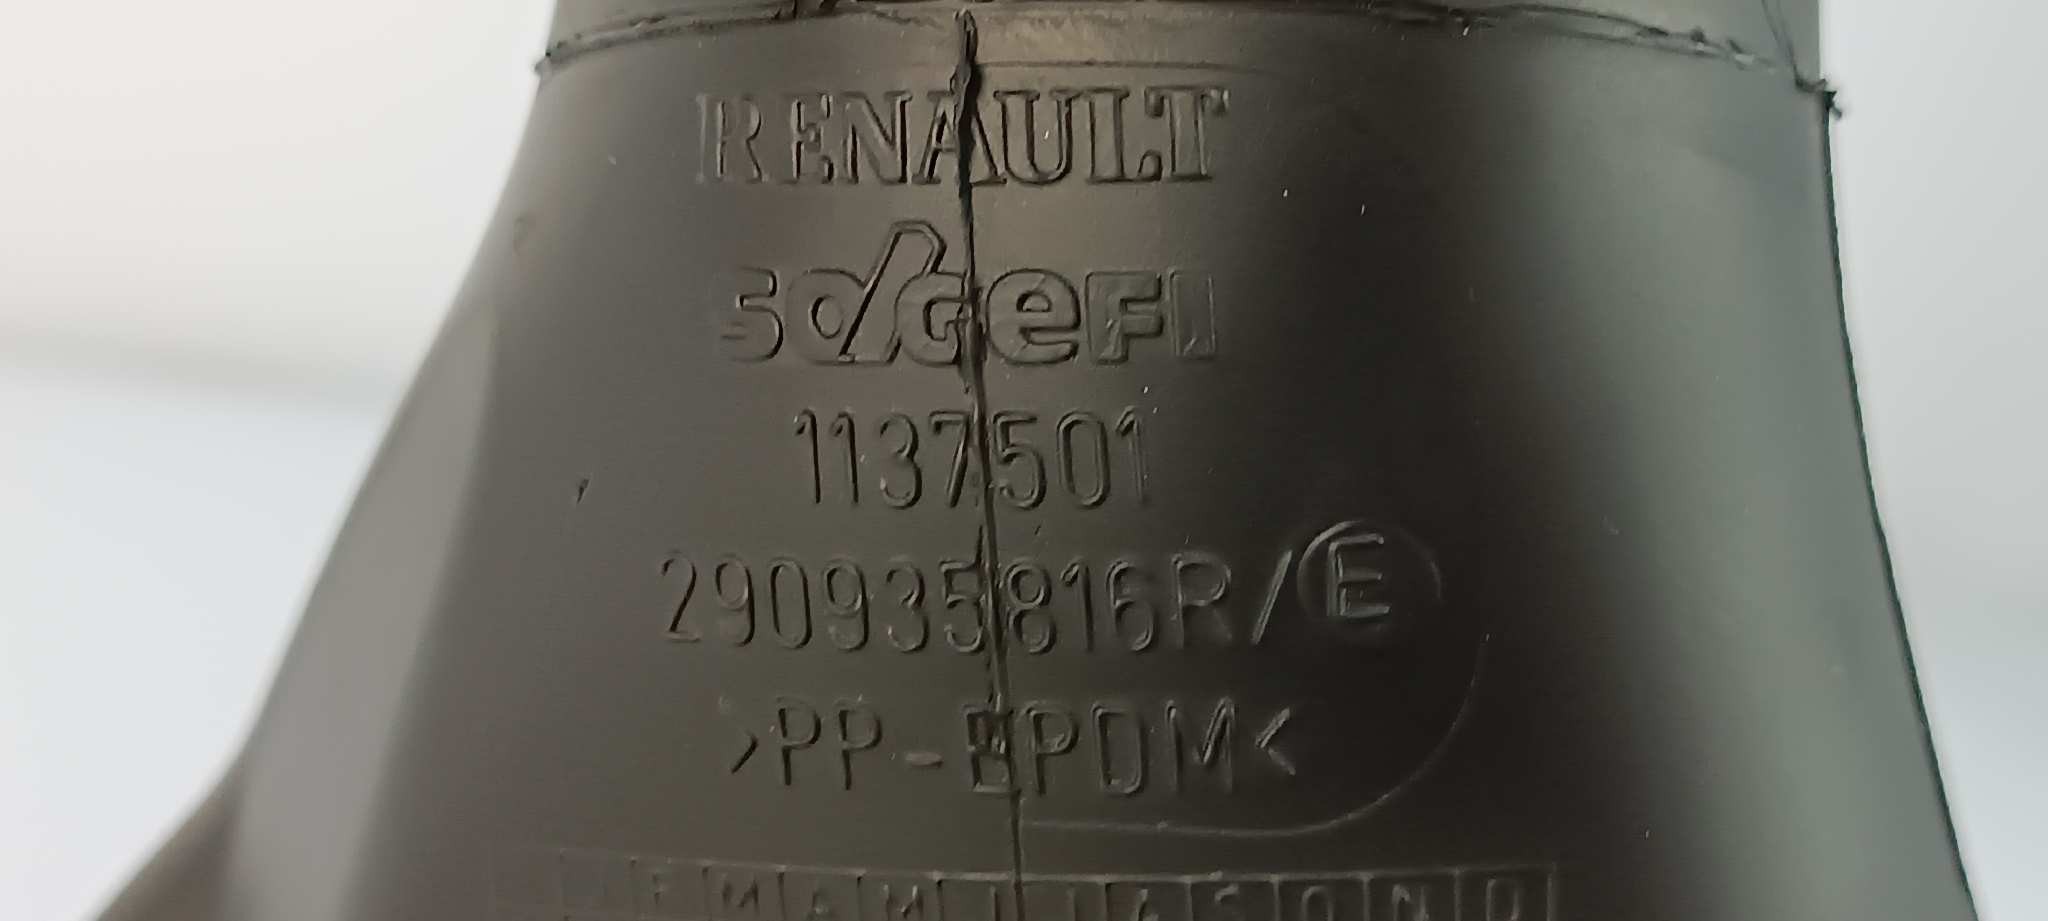 RENAULT
SOGEFI
1137501
290935816R/E
>PP-EPDM<
J F M A M J J A S O N D